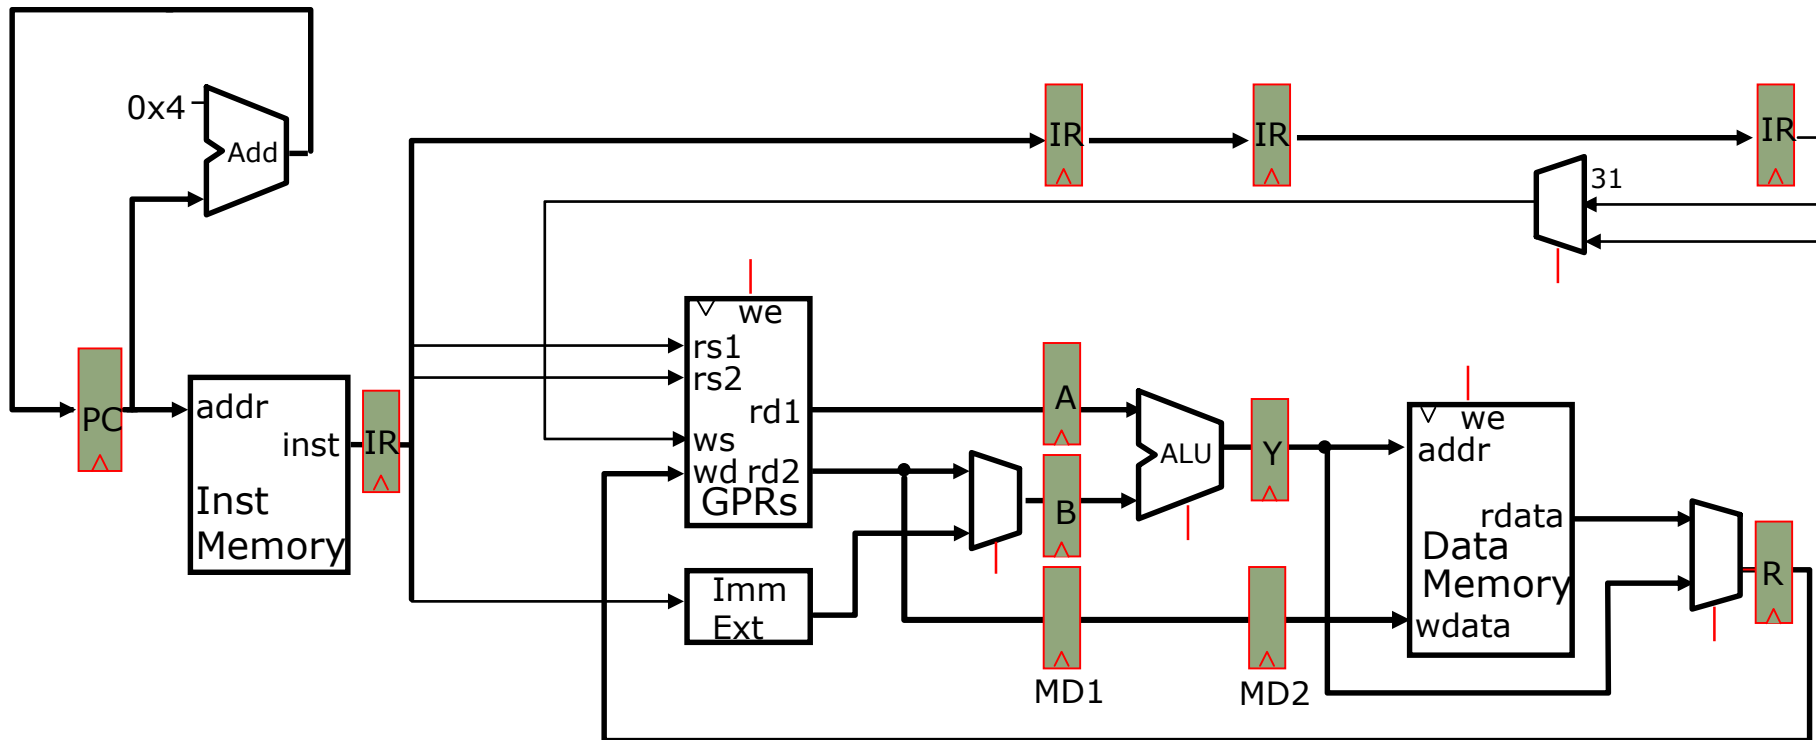 0x4
Add
IR
IR
IR
31
we
rs1
rs2
rd1
ws
wd rd2
GPRs
PC
addr
inst
Inst
Memory
IR
A
B
ALU
Y
we
addr
rdata
Data
Memory
wdata
R
Imm
Ext
MD1
MD2